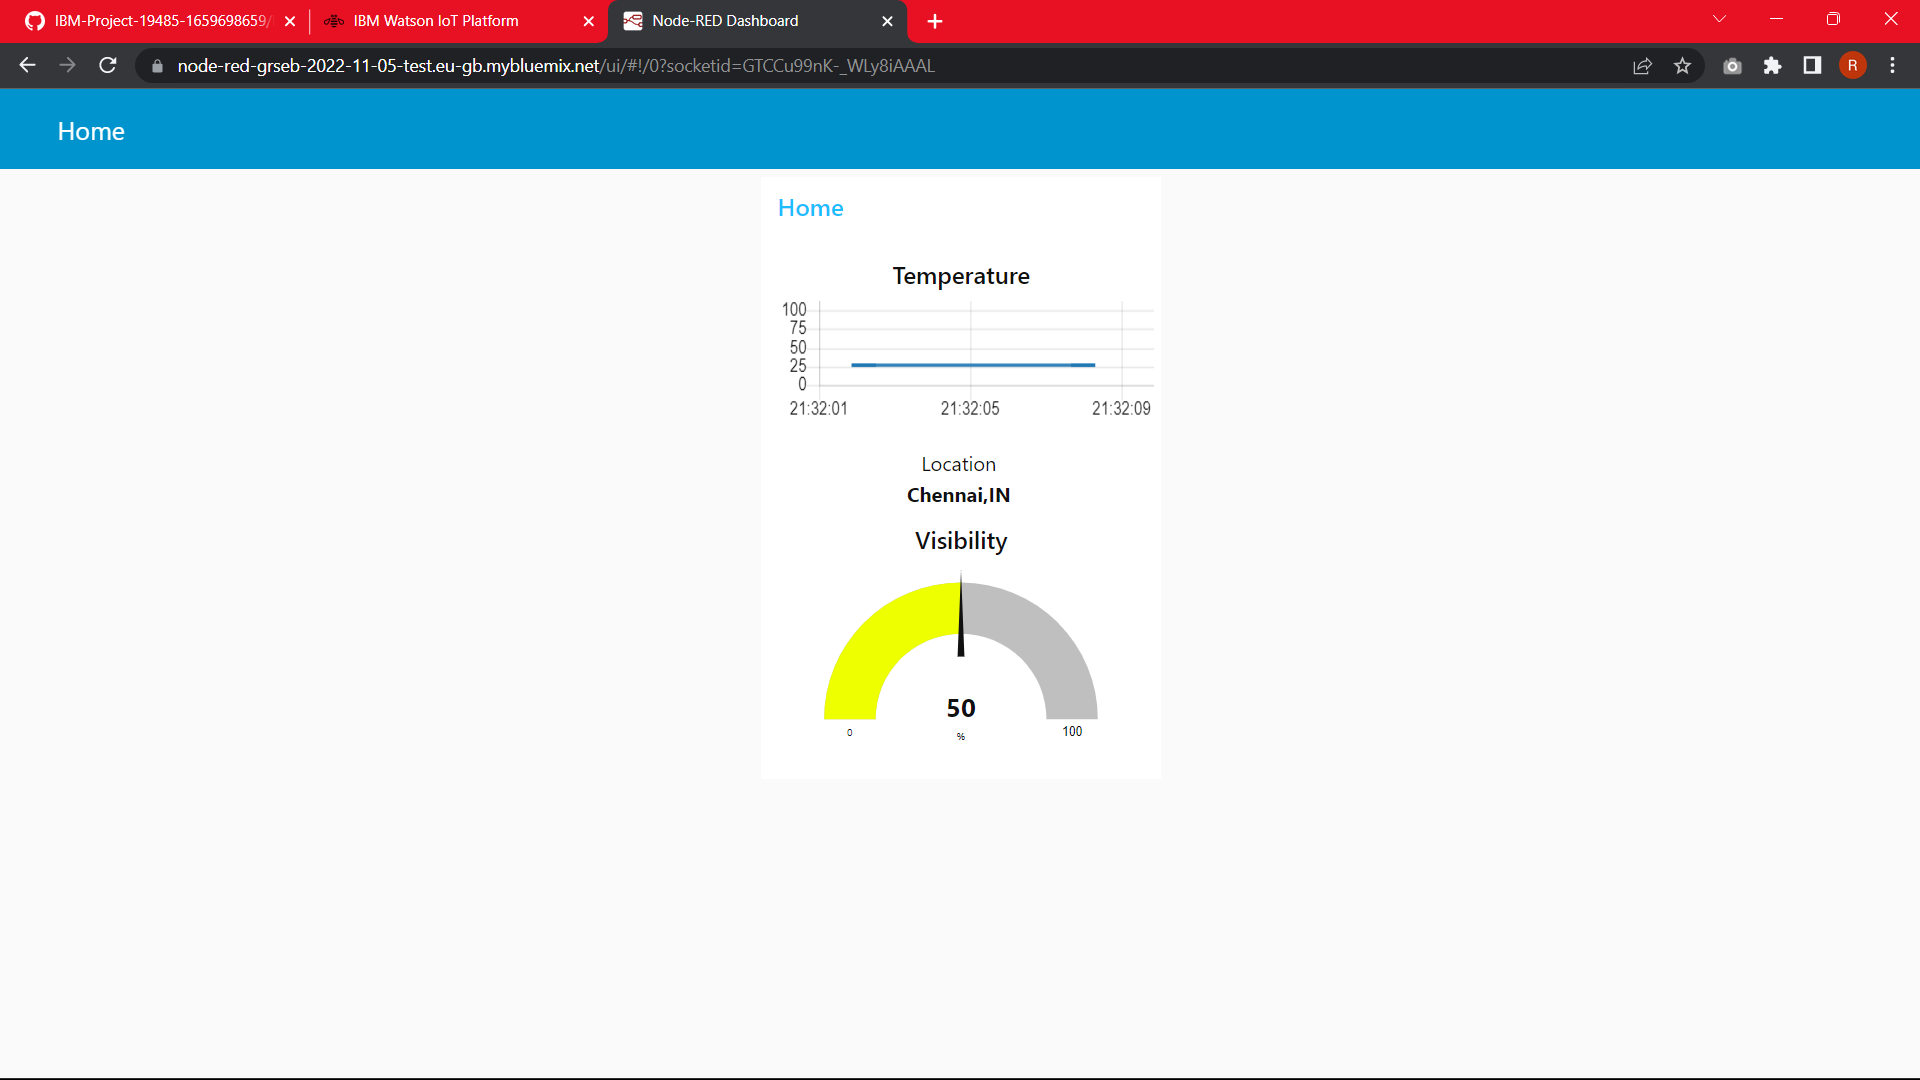 IBM-Project-19485-1659698659/
IBM Watson IoT Platform
Node-RED Dashboard
node-red-grseb-2022-11-05-test.eu-gb.mybluemix.net/ui/#!/0?socketid=GTCCu99nK-_WLy8iAAAL
R
Home
Home
Temperature
100
75
50
25
0
21:32:01 21:32:05 21:32:09
Location
Chennai,IN
Visibility
50
0 % 100